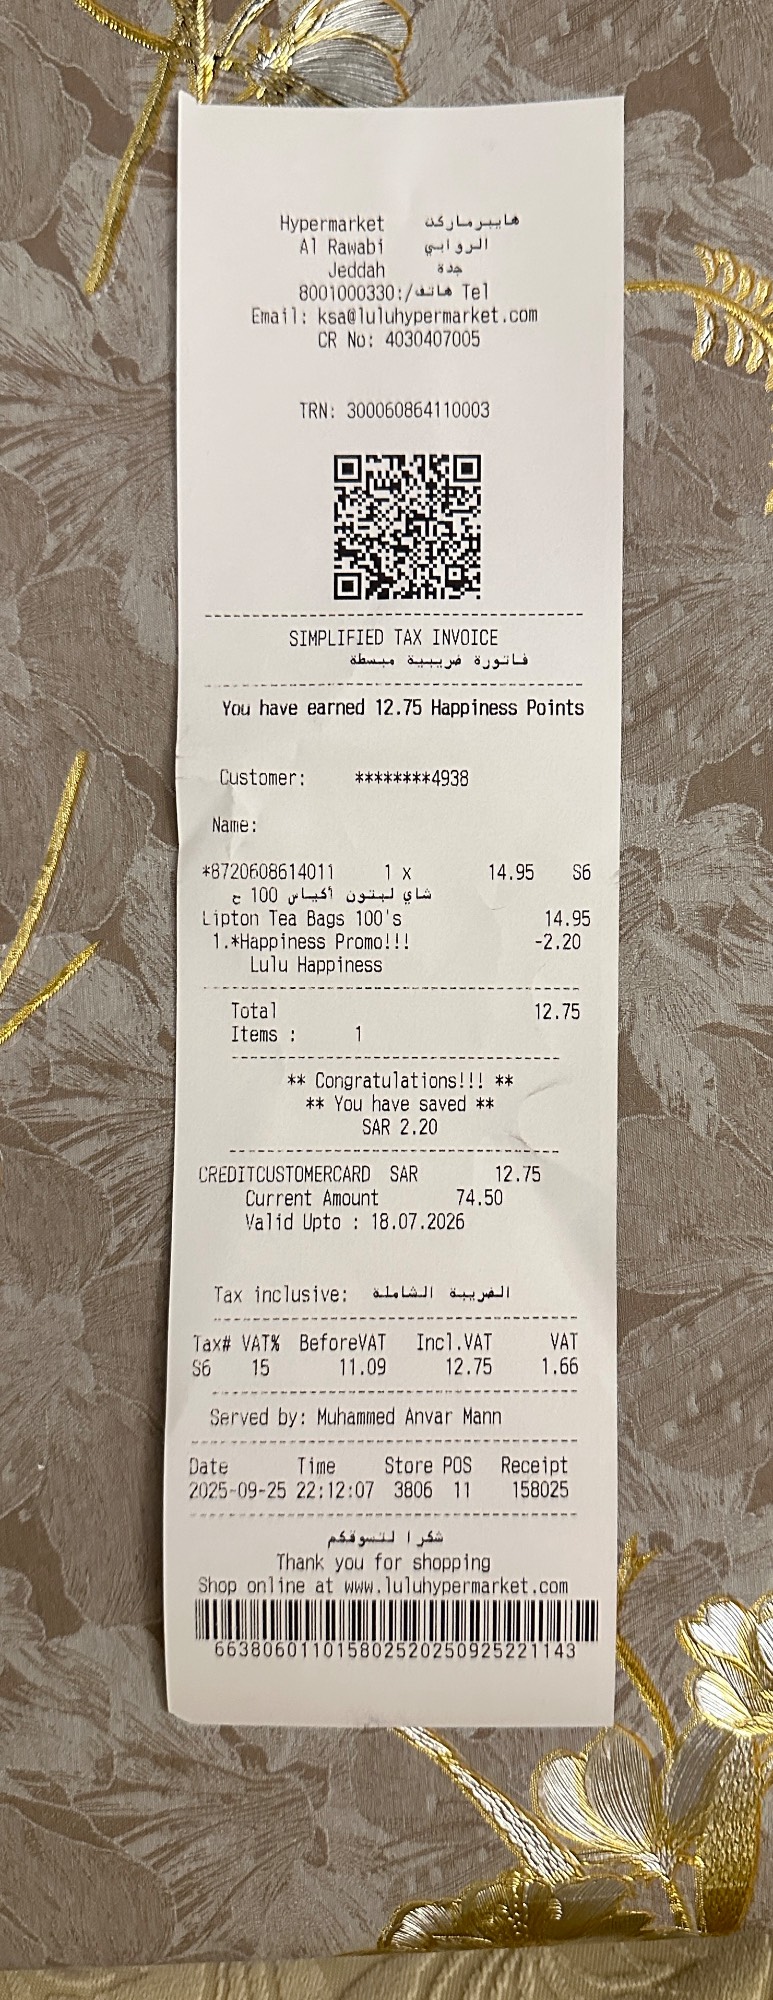 Hypermarket هايبرماركت
Al Rawabi الروابي
Jeddah جدة
8001000330:/هاتف Tel
Email: ksa@luluhypermarket.com
CR No: 4030407005
TRN: 300060864110003
SIMPLIFIED TAX INVOICE
فاتورة ضريبية مبسطة
You have earned 12.75 Happiness Points
Customer: ********4938
Name:
*8720608614011 1 x 14.95 S6
شاي لبتون أكياس 100 ح
Lipton Tea Bags 100's 14.95
1.*Happiness Promo!!! -2.20
Lulu Happiness
Total 12.75
Items : 1
** Congratulations!!! **
** You have saved **
SAR 2.20
CREDITCUSTOMERCARD SAR 12.75
Current Amount 74.50
Valid Upto : 18.07.2026
Tax inclusive: الضريبة الشاملة
Tax# VAT% BeforeVAT Incl.VAT VAT
S6 15 11.09 12.75 1.66
Served by: Muhammed Anvar Mann
Date Time Store POS Receipt
2025-09-25 22:12:07 3806 11 158025
شكرا لتسوقكم
Thank you for shopping
Shop online at www.luluhypermarket.com
663806011015802520250925221143